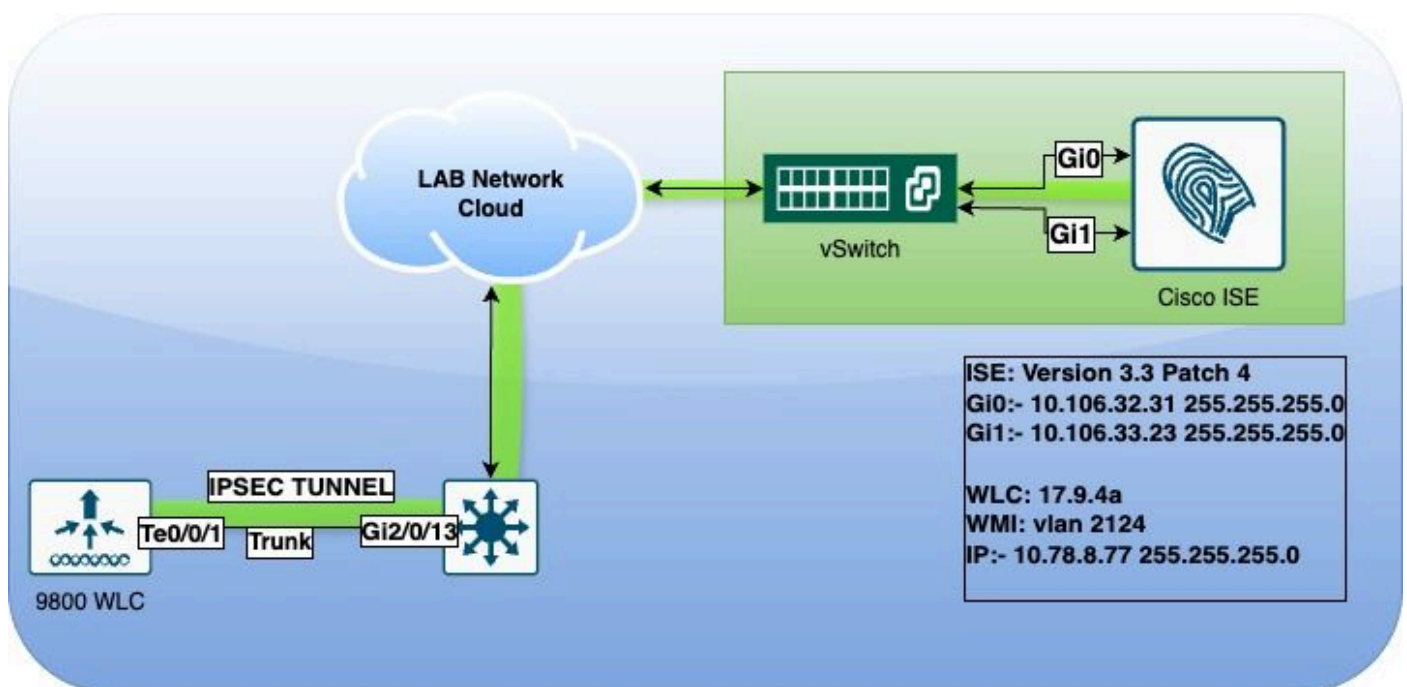 LAB Network
Cloud
Gi0
Gi1
vSwitch
Cisco ISE
ISE: Version 3.3 Patch 4
Gi0:- 10.106.32.31 255.255.255.0
Gi1:- 10.106.33.23 255.255.255.0
WLC: 17.9.4a
WMI: vlan 2124
IP:- 10.78.8.77 255.255.255.0
IPSEC TUNNEL
Te0/0/1
Trunk
Gi2/0/13
9800 WLC